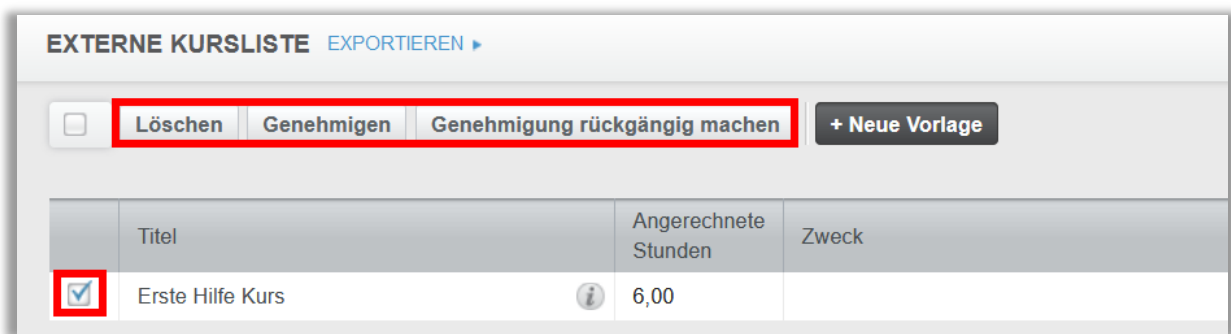 EXTERNE KURSLISTE EXPORTIEREN ▸
Löschen Genehmigen Genehmigung rückgängig machen + Neue Vorlage
Titel Angerechnete Stunden Zweck
Erste Hilfe Kurs i 6,00